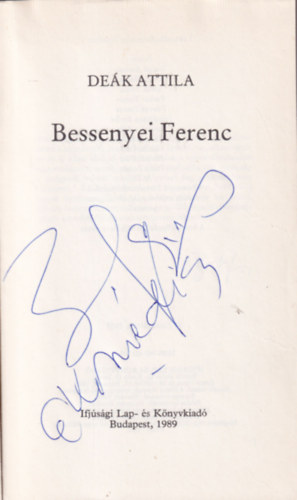 DEÁK ATTILA
Bessenyei Ferenc
Ifjúsági Lap- és Könyvkiadó
Budapest, 1989